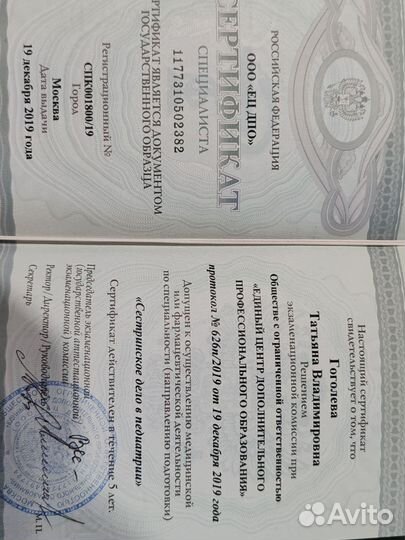 РОССИЙСКАЯ ФЕДЕРАЦИЯ
ООО «ЕЦ ДПО»
СЕРТИФИКАТ
СПЕЦИАЛИСТА
1177310502382
СЕРТИФИКАТ ЯВЛЯЕТСЯ ДОКУМЕНТОМ
ГОСУДАРСТВЕННОГО ОБРАЗЦА
Регистрационный №
СПК001800/19
Город
Москва
Дата выдачи
19 декабря 2019 года
Настоящий сертификат
свидетельствует о том, что
Гоголева
Татьяна Владимировна
Решением
экзаменационной комиссии при
Обществе с ограниченной ответственностью
«ЕДИНЫЙ ЦЕНТР ДОПОЛНИТЕЛЬНОГО
ПРОФЕССИОНАЛЬНОГО ОБРАЗОВАНИЯ»
протокол № 626п/2019 от 19 декабря 2019 года
Допущен к осуществлению медицинской
или фармацевтической деятельности
по специальности (направлению подготовки)
«Сестринское дело в педиатрии»
Сертификат действителен в течение 5 лет.
Председатель экзаменационной
(государственной аттестационной)
экзаменационной) комиссии
Ректор / Директор / Руководитель
Секретарь
М.П.
Avito